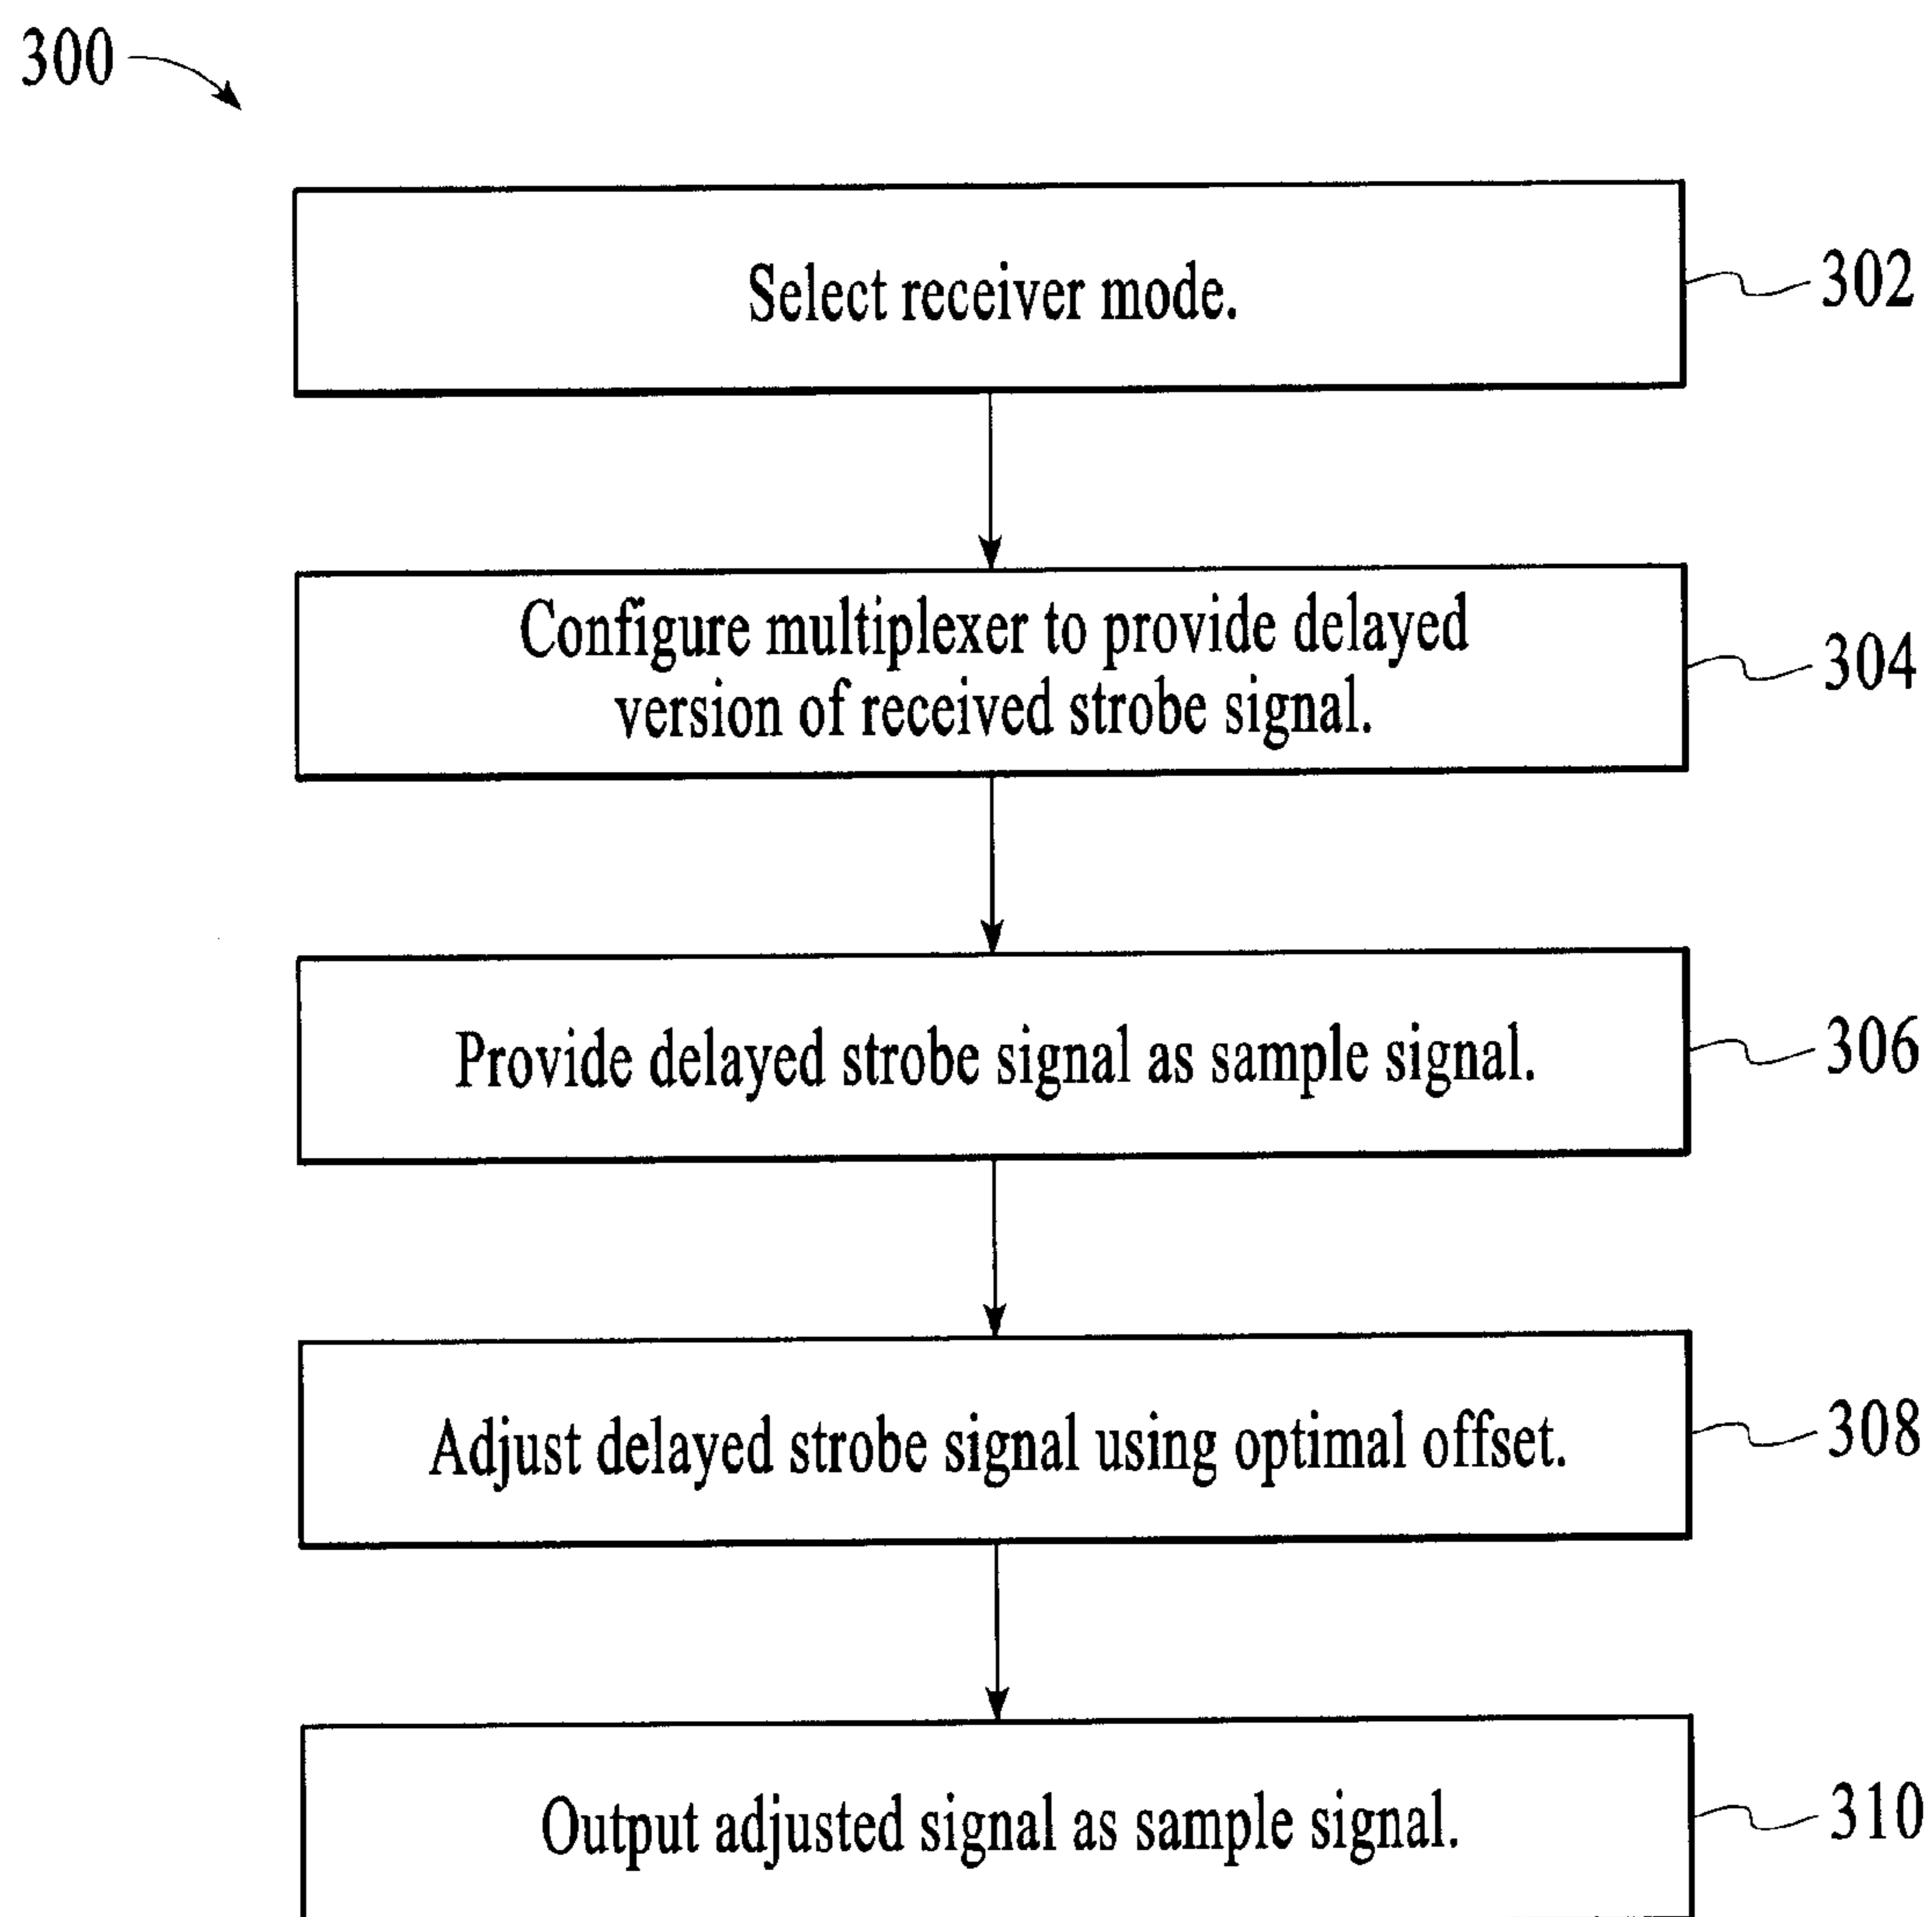 300
Select receiver mode.
302
Configure multiplexer to provide delayed
version of received strobe signal.
304
Provide delayed strobe signal as sample signal.
306
Adjust delayed strobe signal using optimal offset.
308
Output adjusted signal as sample signal.
310